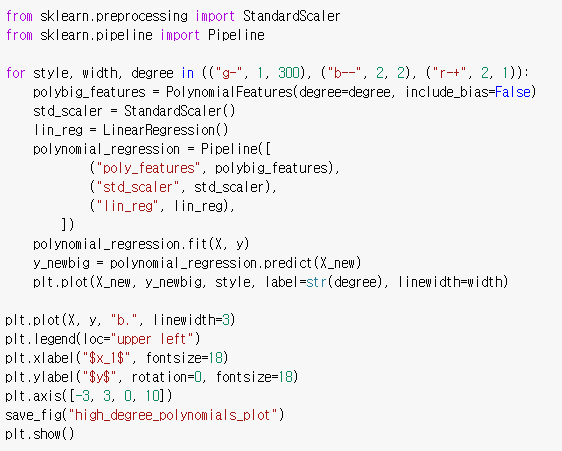 from sklearn.preprocessing import StandardScaler
from sklearn.pipeline import Pipeline

for style, width, degree in (("g-", 1, 300), ("b--", 2, 2), ("r-+", 2, 1)):
    polybig_features = PolynomialFeatures(degree=degree, include_bias=False)
    std_scaler = StandardScaler()
    lin_reg = LinearRegression()
    polynomial_regression = Pipeline([
            ("poly_features", polybig_features),
            ("std_scaler", std_scaler),
            ("lin_reg", lin_reg),
        ])
    polynomial_regression.fit(X, y)
    y_newbig = polynomial_regression.predict(X_new)
    plt.plot(X_new, y_newbig, style, label=str(degree), linewidth=width)

plt.plot(X, y, "b.", linewidth=3)
plt.legend(loc="upper left")
plt.xlabel("$x_1$", fontsize=18)
plt.ylabel("$y$", rotation=0, fontsize=18)
plt.axis([-3, 3, 0, 10])
save_fig("high_degree_polynomials_plot")
plt.show()